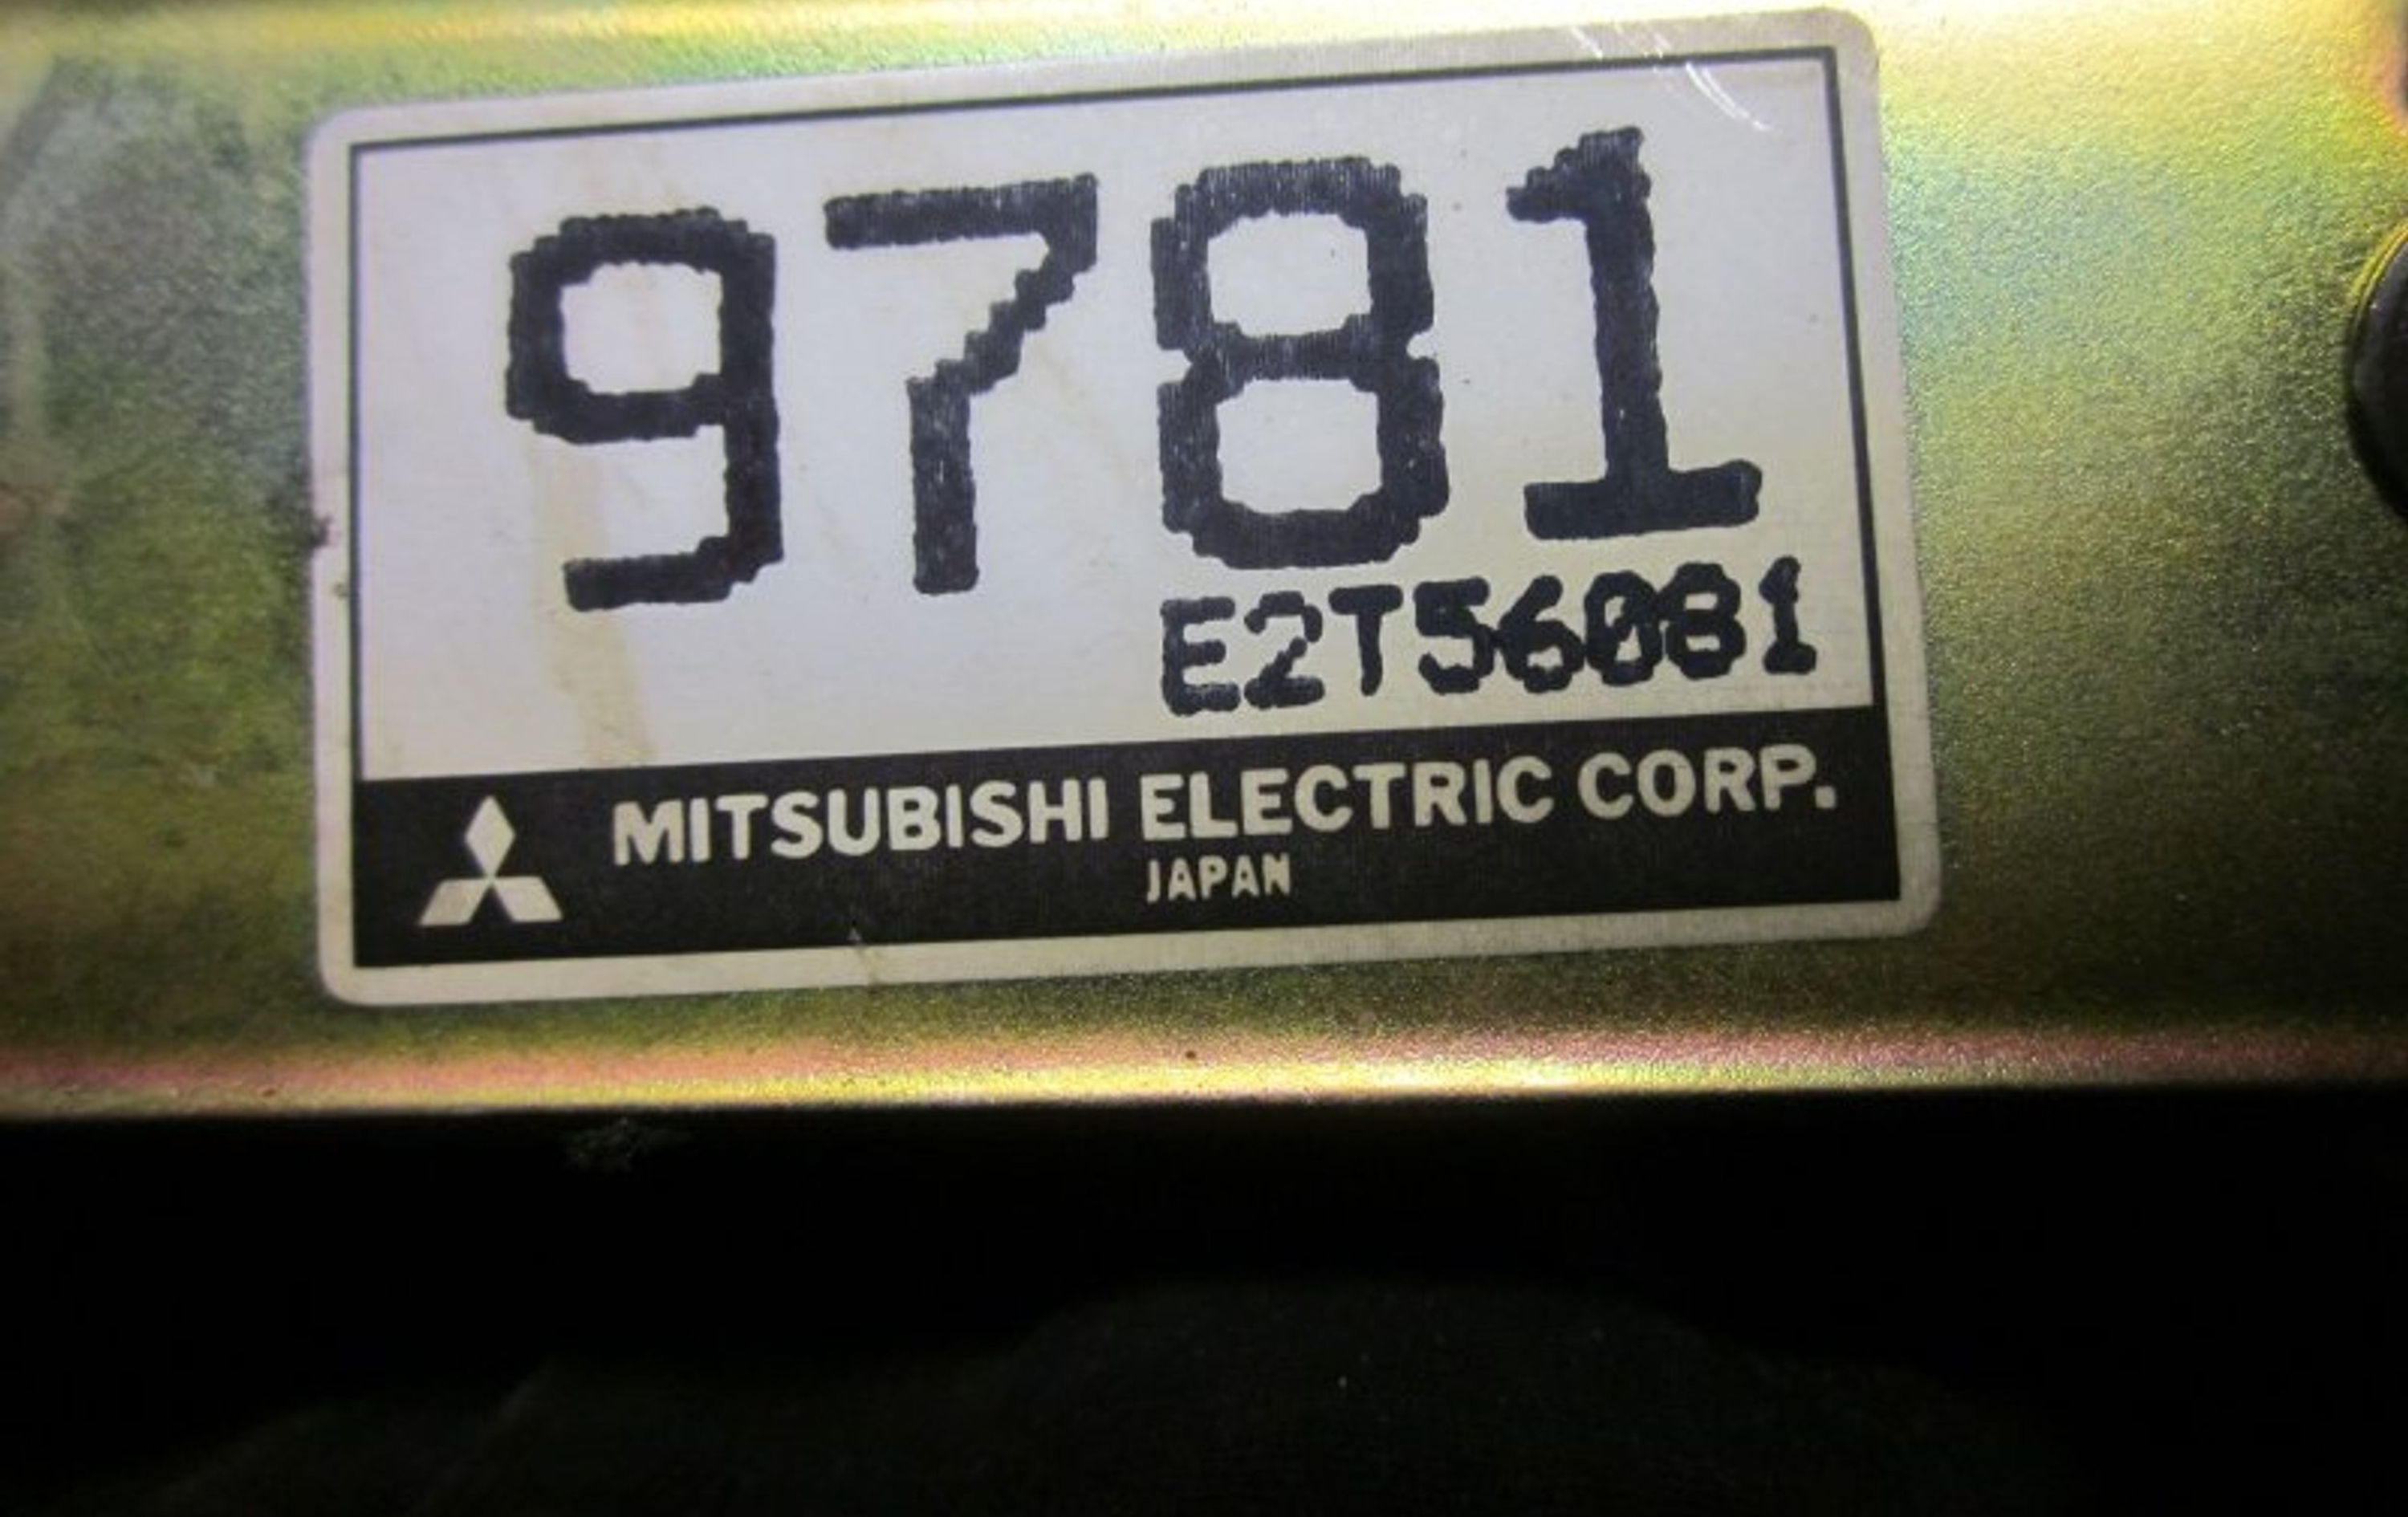 9781
E2T56081
MITSUBISHI ELECTRIC CORP.
JAPAN